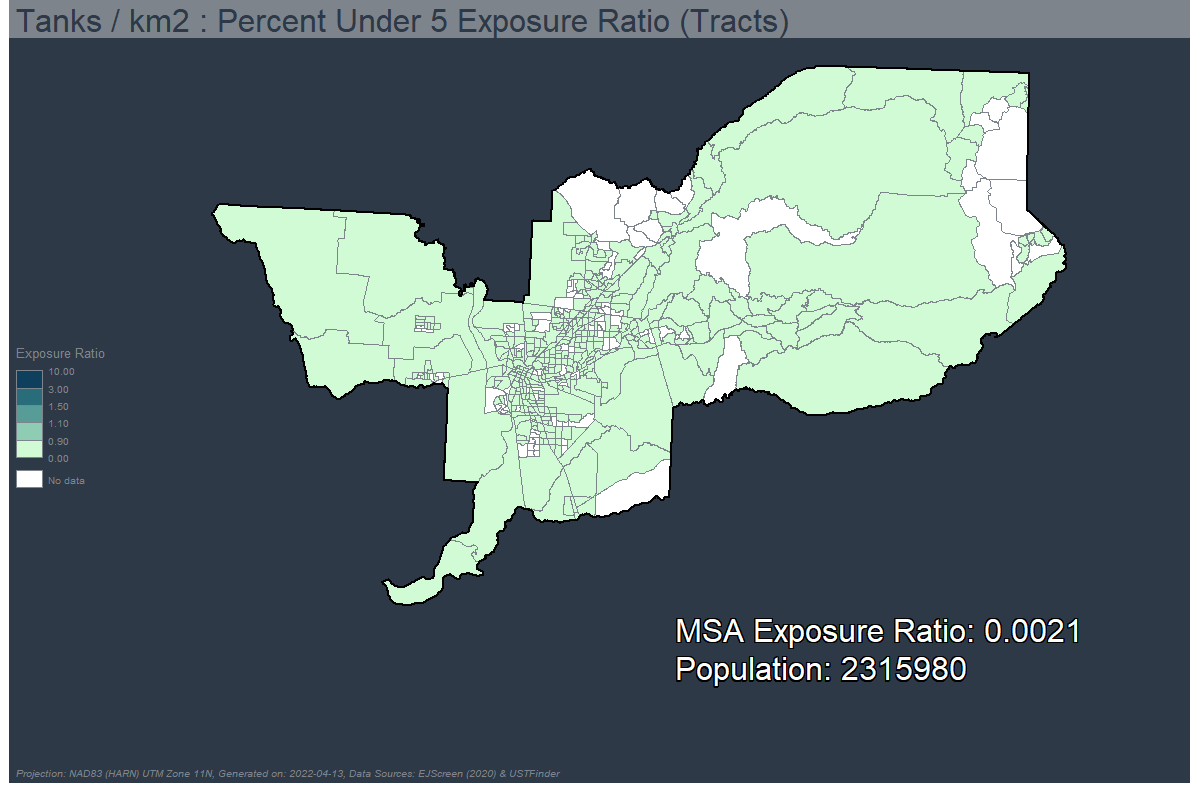 Tanks / km2 : Percent Under 5 Exposure Ratio (Tracts)
Exposure Ratio
10.00
3.00
1.50
1.10
0.90
0.00
No data
MSA Exposure Ratio: 0.0021
Population: 2315980
Projection: NAD83 (HARN) UTM Zone 11N, Generated on: 2022-04-13, Data Sources: EJScreen (2020) & USTFinder